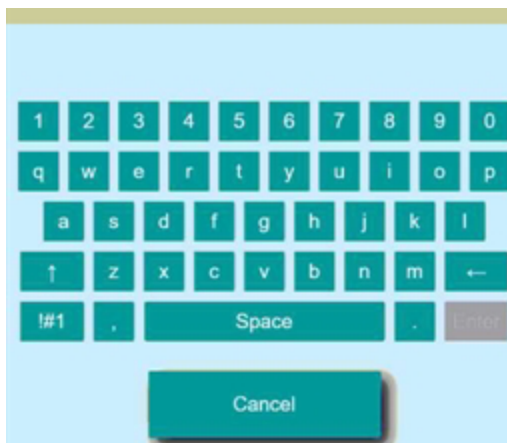 1 2 3 4 5 6 7 8 9 0
q w e r t y u i o p
a s d f g h j k l
↑ z x c v b n m ←
!#1 , Space . Enter
Cancel